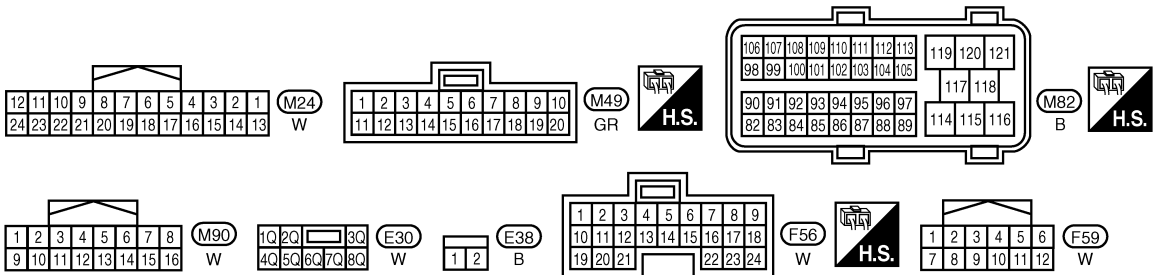 12 11 10 9 8 7 6 5 4 3 2 1
24 23 22 21 20 19 18 17 16 15 14 13
M24
W
1 2 3 4 5 6 7 8 9 10
11 12 13 14 15 16 17 18 19 20
M49
GR
H.S.
106 107 108 109 110 111 112 113
98 99 100 101 102 103 104 105
90 91 92 93 94 95 96 97
82 83 84 85 86 87 88 89
119 120 121
117 118
114 115 116
M82
B
H.S.
1 2 3 4 5 6 7 8
9 10 11 12 13 14 15 16
M90
W
1Q 2Q 3Q
4Q 5Q 6Q 7Q 8Q
E30
W
1 2
E38
B
1 2 3 4 5 6 7 8 9
10 11 12 13 14 15 16 17 18
19 20 21 22 23 24
F56
W
H.S.
1 2 3 4 5 6
7 8 9 10 11 12
F59
W